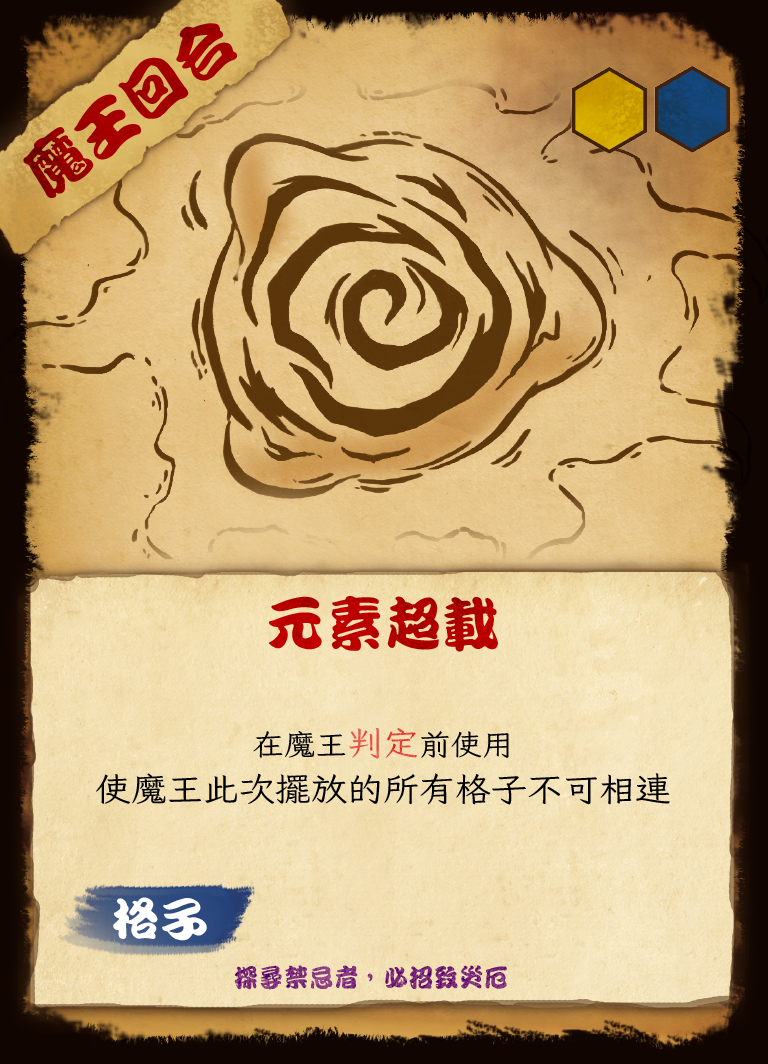 魔王回合
元素超載
在魔王判定前使用
使魔王此次擺放的所有格子不可相連
格子
探尋禁忌者，必招致災厄